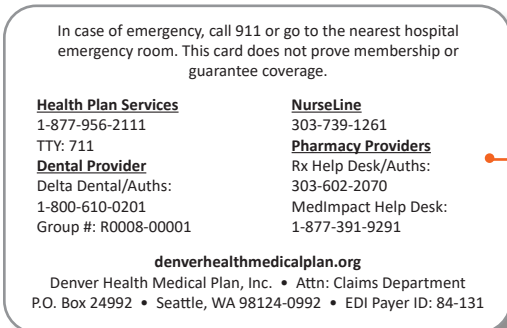 In case of emergency, call 911 or go to the nearest hospital
emergency room. This card does not prove membership or
guarantee coverage.
Health Plan Services
1-877-956-2111
TTY: 711
Dental Provider
Delta Dental/Auths:
1-800-610-0201
Group #: R0008-00001
NurseLine
303-739-1261
Pharmacy Providers
Rx Help Desk/Auths:
303-602-2070
MedImpact Help Desk:
1-877-391-9291
denverhealthmedicalplan.org
Denver Health Medical Plan, Inc. • Attn: Claims Department
P.O. Box 24992 • Seattle, WA 98124-0992 • EDI Payer ID: 84-131